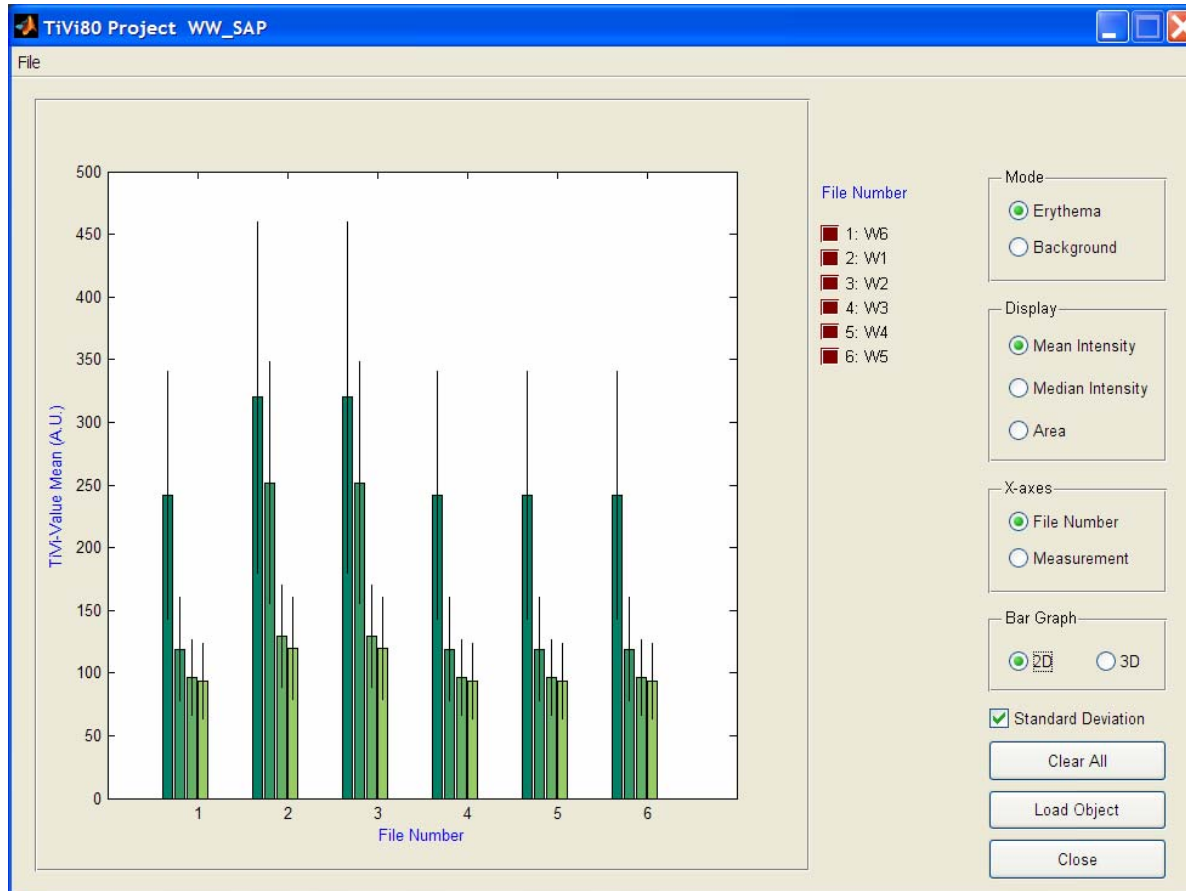 TiVi80 Project WW_SAP
File
500
450
400
350
300
250
200
150
100
50
0
TiVi-Value Mean (A.U.)
1 2 3 4 5 6
File Number
File Number
1: W6
2: W1
3: W2
4: W3
5: W4
6: W5
Mode
Erythema
Background
Display
Mean Intensity
Median Intensity
Area
X-axes
File Number
Measurement
Bar Graph
2D 3D
Standard Deviation
Clear All
Load Object
Close